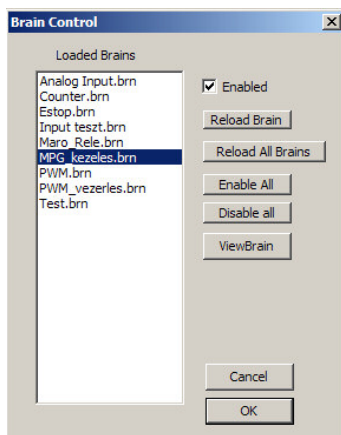 Brain Control
Loaded Brains
Analog Input.brn
Counter.brn
Estop.brn
Input teszt.brn
Maro_Rele.brn
MPG_kezeles.brn
PWM.brn
PWM_vezerles.brn
Test.brn
Enabled
Reload Brain
Reload All Brains
Enable All
Disable all
ViewBrain
Cancel
OK